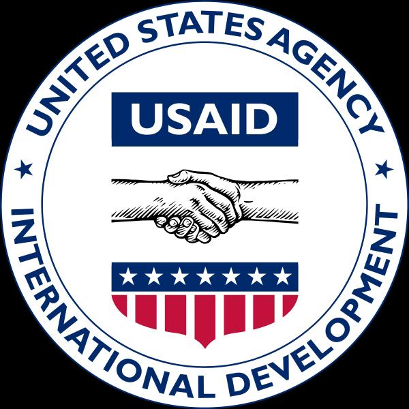 UNITED STATES AGENCY
USAID
INTERNATIONAL DEVELOPMENT